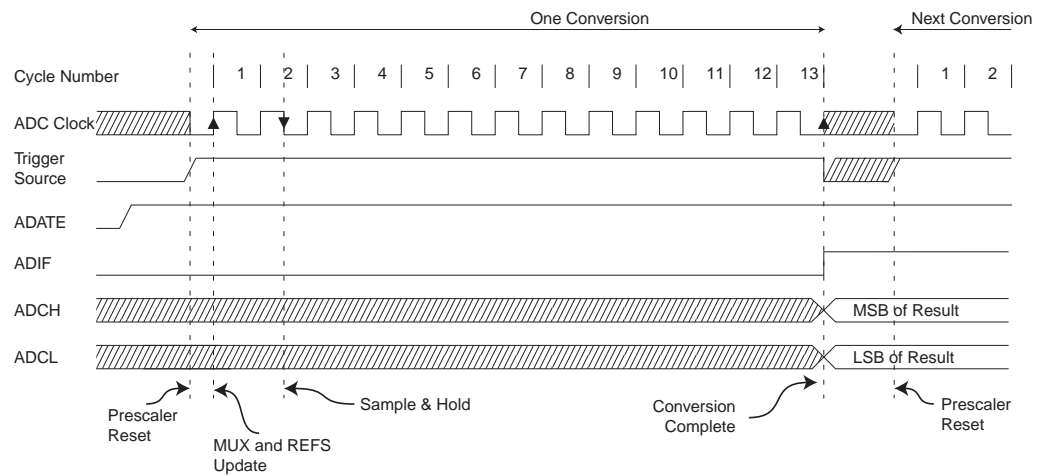 One Conversion
Next Conversion
Cycle Number
1 2 3 4 5 6 7 8 9 10 11 12 13 1 2
ADC Clock
Trigger
Source
ADATE
ADIF
ADCH
MSB of Result
ADCL
LSB of Result
Prescaler
Reset
MUX and REFS
Update
Sample & Hold
Conversion
Complete
Prescaler
Reset